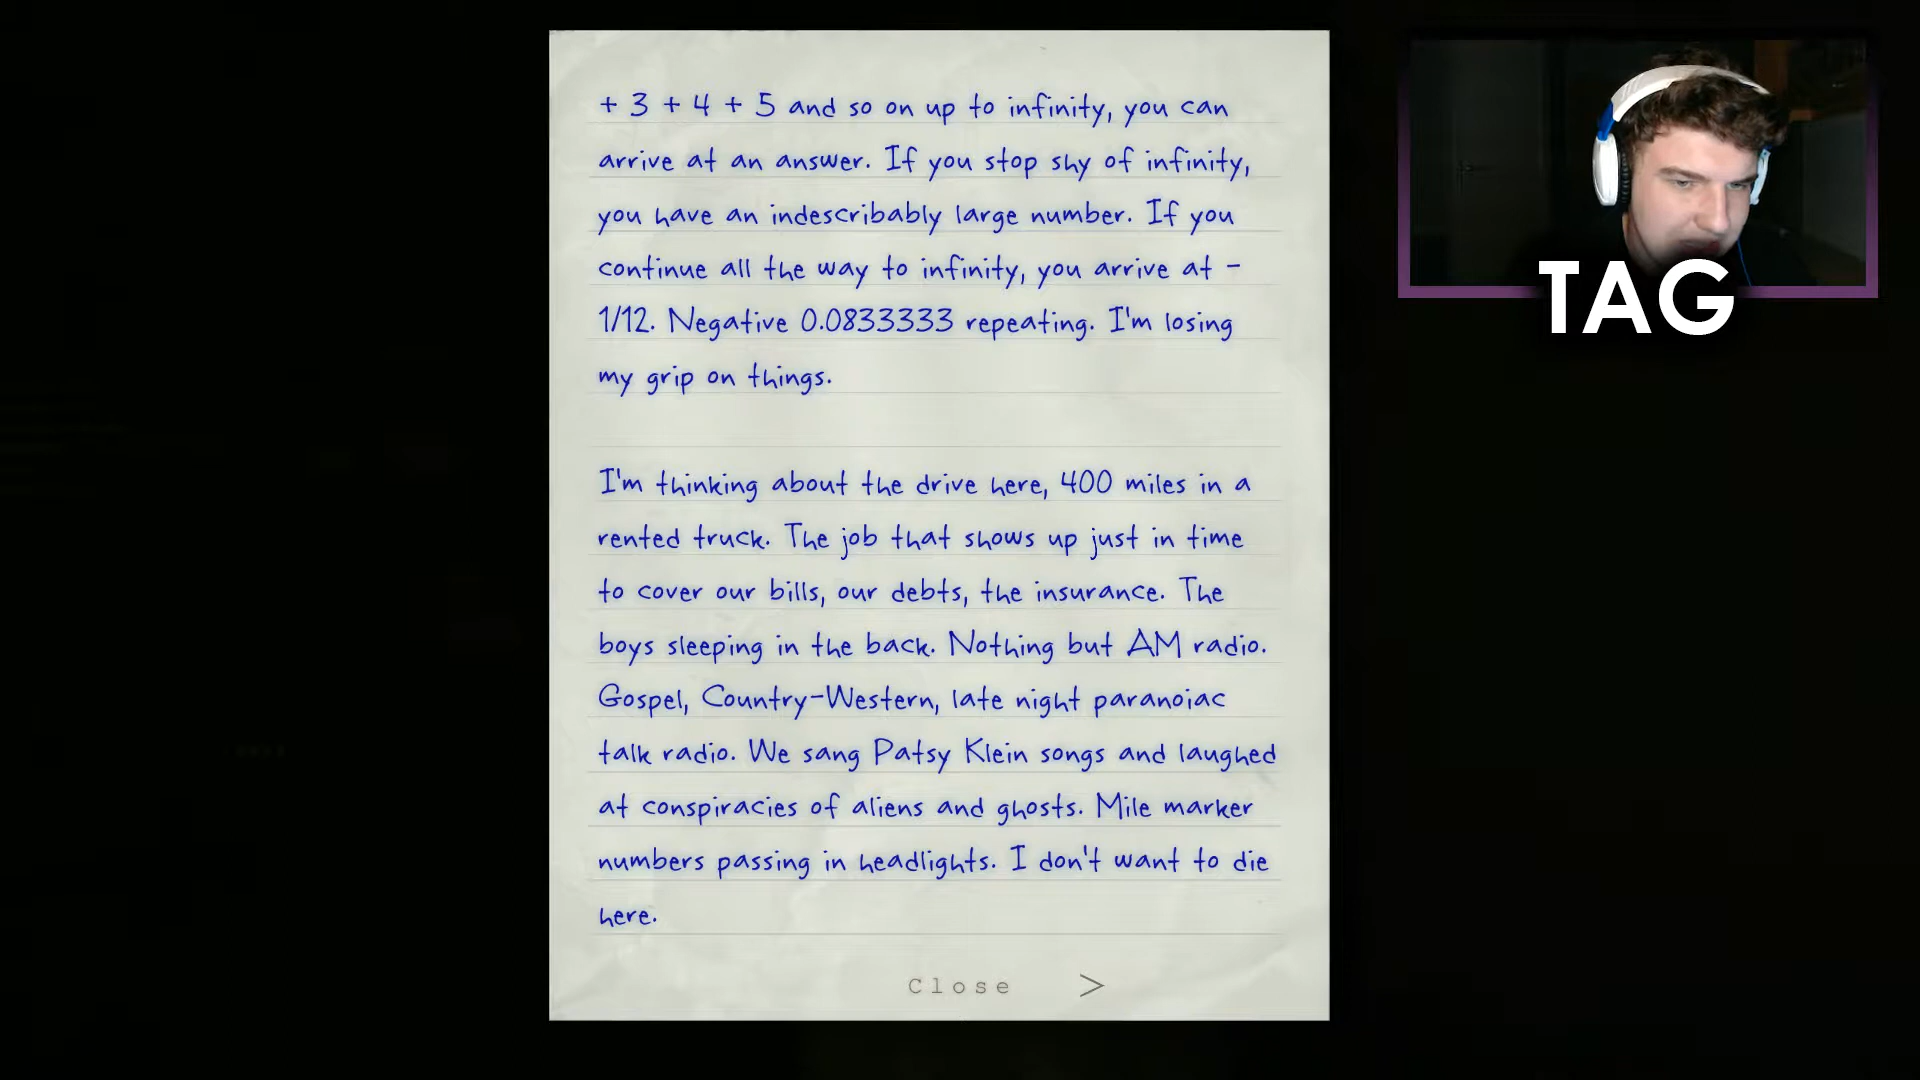 + 3 + 4 + 5 and so on up to infinity, you can
arrive at an answer. If you stop shy of infinity,
you have an indescribably large number. If you
continue all the way to infinity, you arrive at -
1/12. Negative 0.0833333 repeating. I'm losing
my grip on things.
I'm thinking about the drive here, 400 miles in a
rented truck. The job that shows up just in time
to cover our bills, our debts, the insurance. The
boys sleeping in the back. Nothing but AM radio.
Gospel, Country-Western, late night paranoiac
talk radio. We sang Patsy Klein songs and laughed
at conspiracies of aliens and ghosts. Mile marker
numbers passing in headlights. I don't want to die
here.
Close >
TAG